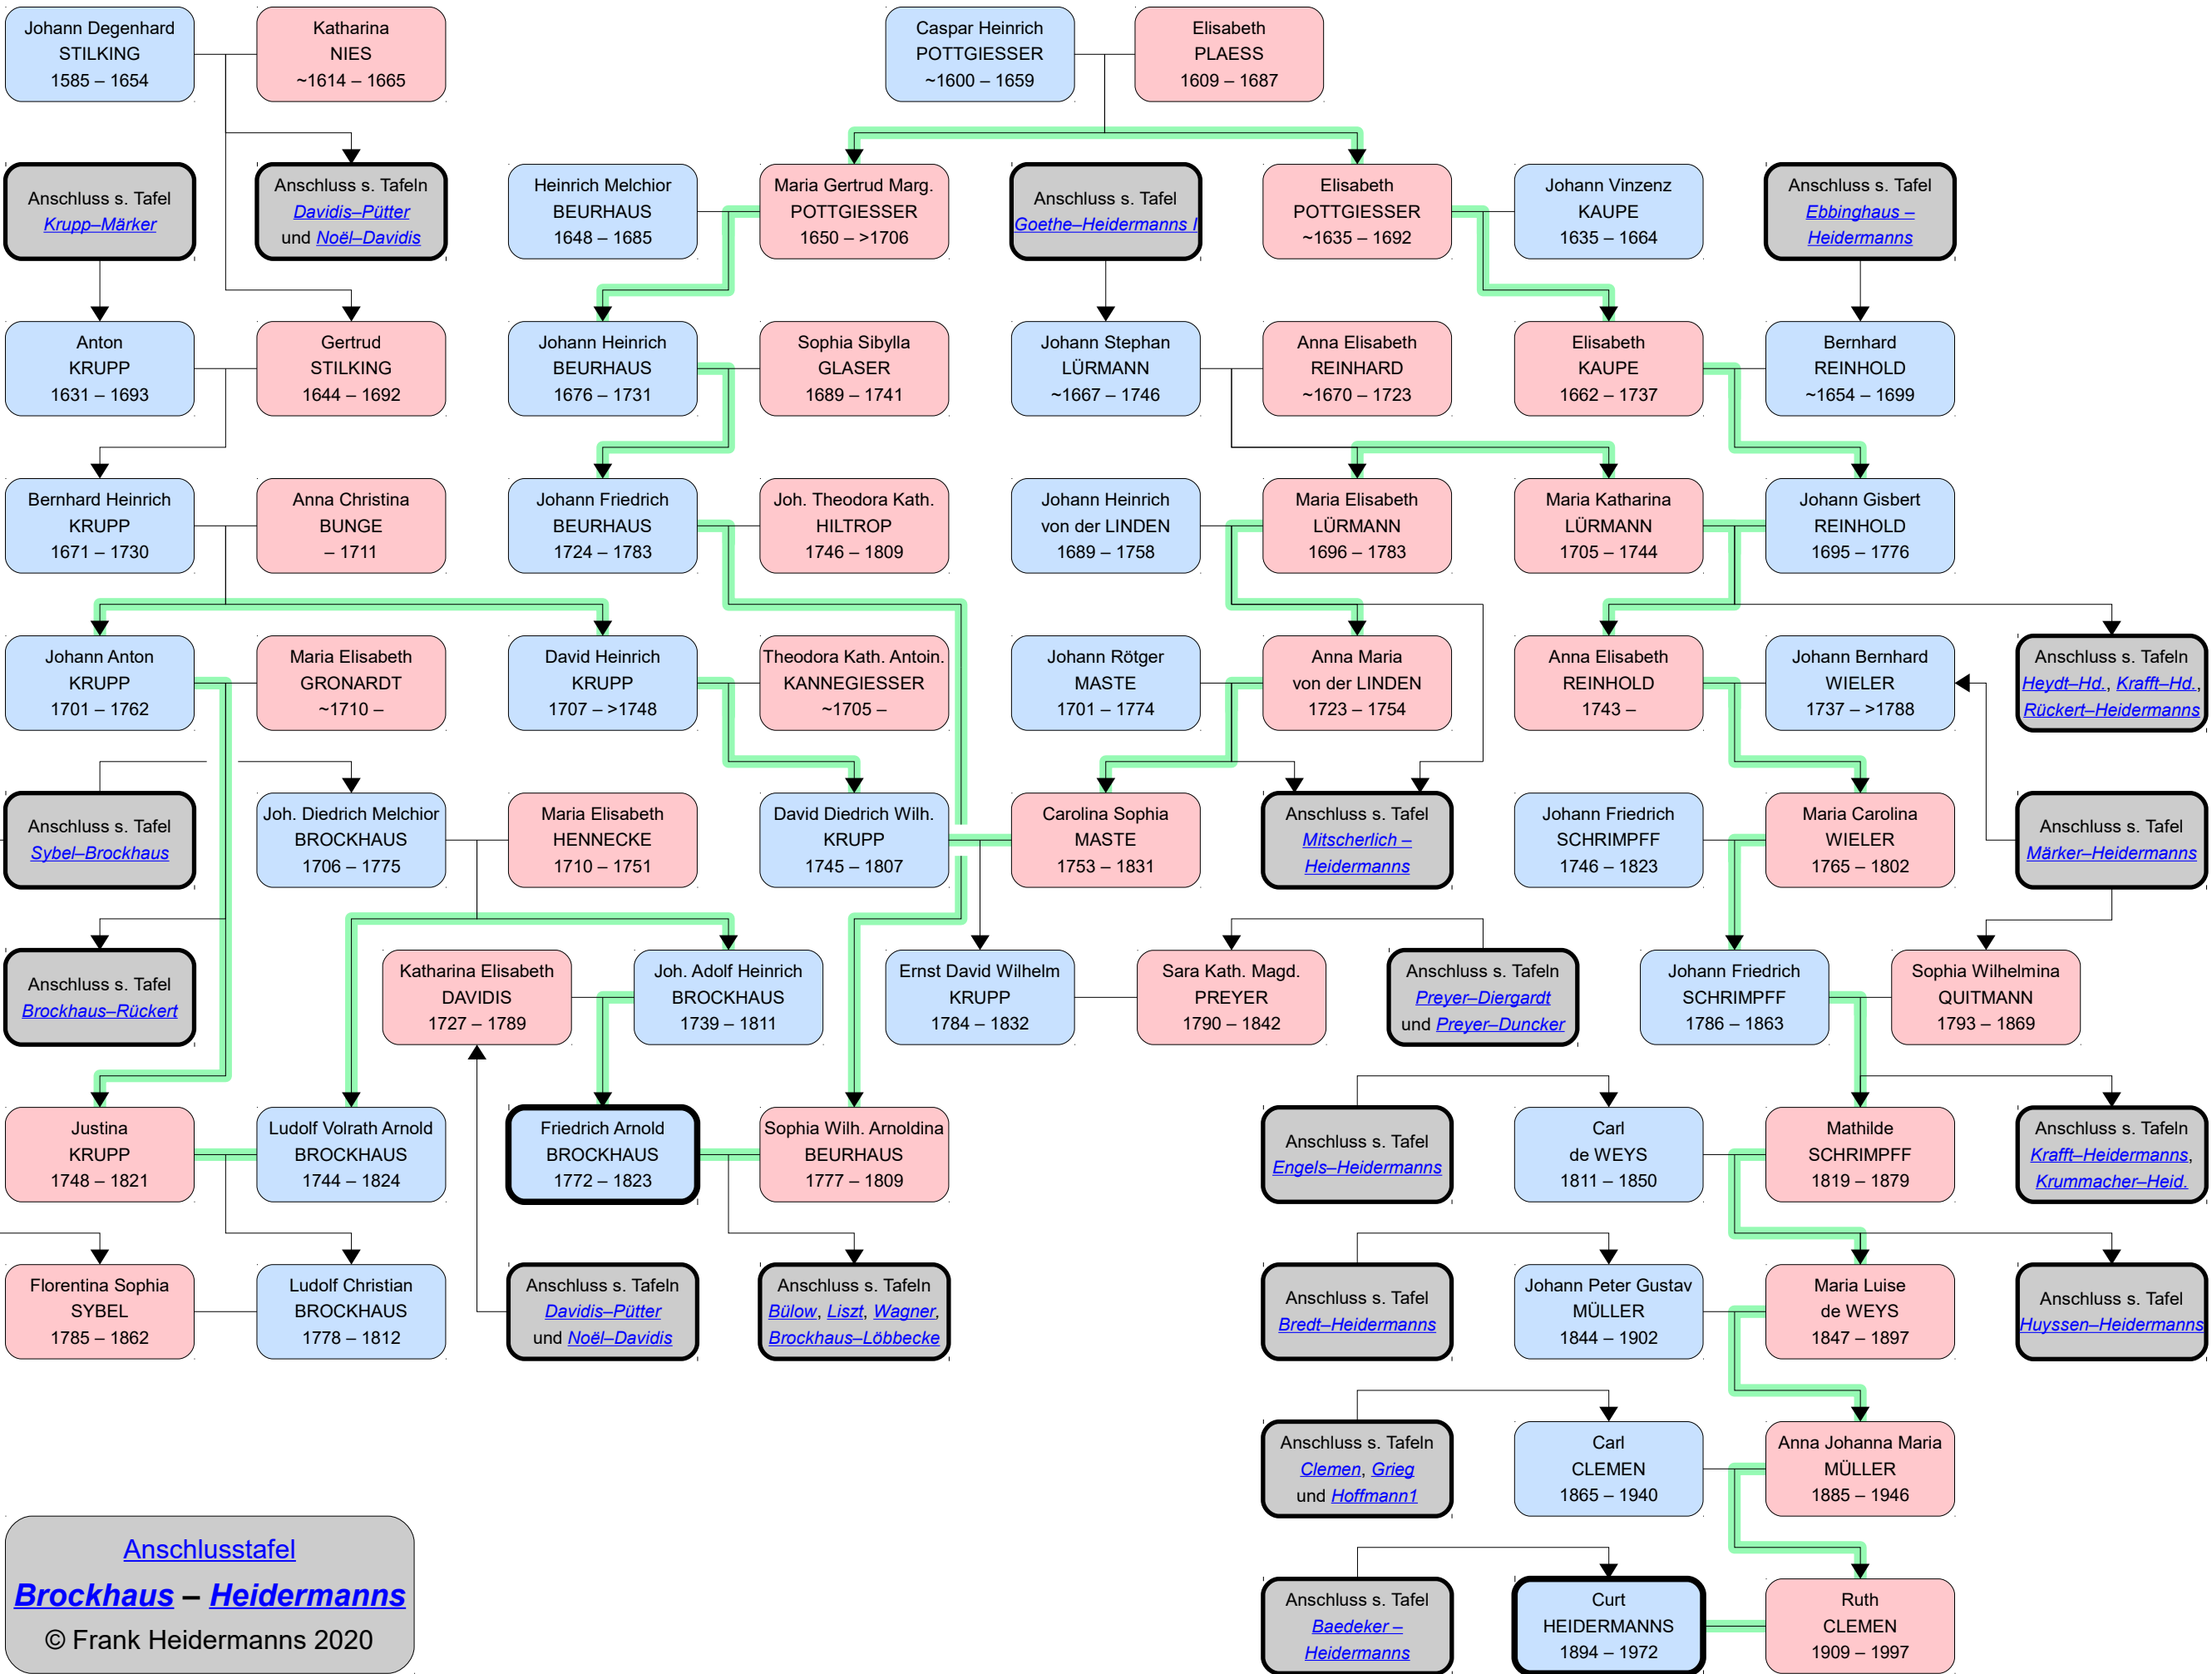 Johann Degenhard
STILKING
1585 – 1654
Katharina
NIES
~1614 – 1665
Caspar Heinrich
POTTGIESSER
~1600 – 1659
Elisabeth
PLAESS
1609 – 1687
Anschluss s. Tafel
Krupp–Märker
Anschluss s. Tafeln
Davidis–Pütter
und Noël–Davidis
Heinrich Melchior
BEURHAUS
1648 – 1685
Maria Gertrud Marg.
POTTGIESSER
1650 – >1706
Anschluss s. Tafel
Goethe–Heidermanns I
Elisabeth
POTTGIESSER
~1635 – 1692
Johann Vinzenz
KAUPE
1635 – 1664
Anschluss s. Tafel
Ebbinghaus –
Heidermanns
Anton
KRUPP
1631 – 1693
Gertrud
STILKING
1644 – 1692
Johann Heinrich
BEURHAUS
1676 – 1731
Sophia Sibylla
GLASER
1689 – 1741
Johann Stephan
LÜRMANN
~1667 – 1746
Anna Elisabeth
REINHARD
~1670 – 1723
Elisabeth
KAUPE
1662 – 1737
Bernhard
REINHOLD
~1654 – 1699
Bernhard Heinrich
KRUPP
1671 – 1730
Anna Christina
BUNGE
– 1711
Johann Friedrich
BEURHAUS
1724 – 1783
Joh. Theodora Kath.
HILTROP
1746 – 1809
Johann Heinrich
von der LINDEN
1689 – 1758
Maria Elisabeth
LÜRMANN
1696 – 1783
Maria Katharina
LÜRMANN
1705 – 1744
Johann Gisbert
REINHOLD
1695 – 1776
Johann Anton
KRUPP
1701 – 1762
Maria Elisabeth
GRONARDT
~1710 –
David Heinrich
KRUPP
1707 – >1748
Theodora Kath. Antoin.
KANNEGIESSER
~1705 –
Johann Rötger
MASTE
1701 – 1774
Anna Maria
von der LINDEN
1723 – 1754
Anna Elisabeth
REINHOLD
1743 –
Johann Bernhard
WIELER
1737 – >1788
Anschluss s. Tafeln
Heydt–Hd., Krafft–Hd.,
Rückert–Heidermanns
Anschluss s. Tafel
Sybel–Brockhaus
Joh. Diedrich Melchior
BROCKHAUS
1706 – 1775
Maria Elisabeth
HENNECKE
1710 – 1751
David Diedrich Wilh.
KRUPP
1745 – 1807
Carolina Sophia
MASTE
1753 – 1831
Anschluss s. Tafel
Mitscherlich –
Heidermanns
Johann Friedrich
SCHRIMPFF
1746 – 1823
Maria Carolina
WIELER
1765 – 1802
Anschluss s. Tafel
Märker–Heidermanns
Anschluss s. Tafel
Brockhaus–Rückert
Katharina Elisabeth
DAVIDIS
1727 – 1789
Joh. Adolf Heinrich
BROCKHAUS
1739 – 1811
Ernst David Wilhelm
KRUPP
1784 – 1832
Sara Kath. Magd.
PREYER
1790 – 1842
Anschluss s. Tafeln
Preyer–Diergardt
und Preyer–Duncker
Johann Friedrich
SCHRIMPFF
1786 – 1863
Sophia Wilhelmina
QUITMANN
1793 – 1869
Justina
KRUPP
1748 – 1821
Ludolf Volrath Arnold
BROCKHAUS
1744 – 1824
Friedrich Arnold
BROCKHAUS
1772 – 1823
Sophia Wilh. Arnoldina
BEURHAUS
1777 – 1809
Anschluss s. Tafel
Engels–Heidermanns
Carl
de WEYS
1811 – 1850
Mathilde
SCHRIMPFF
1819 – 1879
Anschluss s. Tafeln
Krafft–Heidermanns,
Krummacher–Heid.
Florentina Sophia
SYBEL
1785 – 1862
Ludolf Christian
BROCKHAUS
1778 – 1812
Anschluss s. Tafeln
Davidis–Pütter
und Noël–Davidis
Anschluss s. Tafeln
Bülow, Liszt, Wagner,
Brockhaus–Löbbecke
Anschluss s. Tafel
Bredt–Heidermanns
Johann Peter Gustav
MÜLLER
1844 – 1902
Maria Luise
de WEYS
1847 – 1897
Anschluss s. Tafel
Huyssen–Heidermanns
Anschluss s. Tafeln
Clemen, Grieg
und Hoffmann1
Carl
CLEMEN
1865 – 1940
Anna Johanna Maria
MÜLLER
1885 – 1946
Anschlusstafel
Brockhaus – Heidermanns
© Frank Heidermanns 2020
Anschluss s. Tafel
Baedeker –
Heidermanns
Curt
HEIDERMANNS
1894 – 1972
Ruth
CLEMEN
1909 – 1997